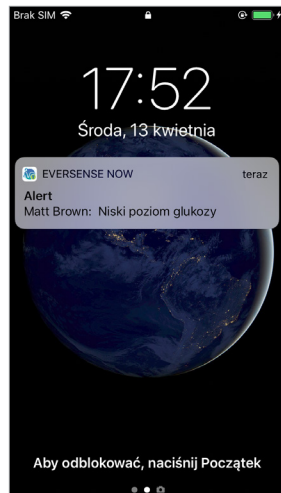 Brak SIM
17:52
Środa, 13 kwietnia
EVERSENSE NOW teraz
Alert
Matt Brown: Niski poziom glukozy
Aby odblokować, naciśnij Początek